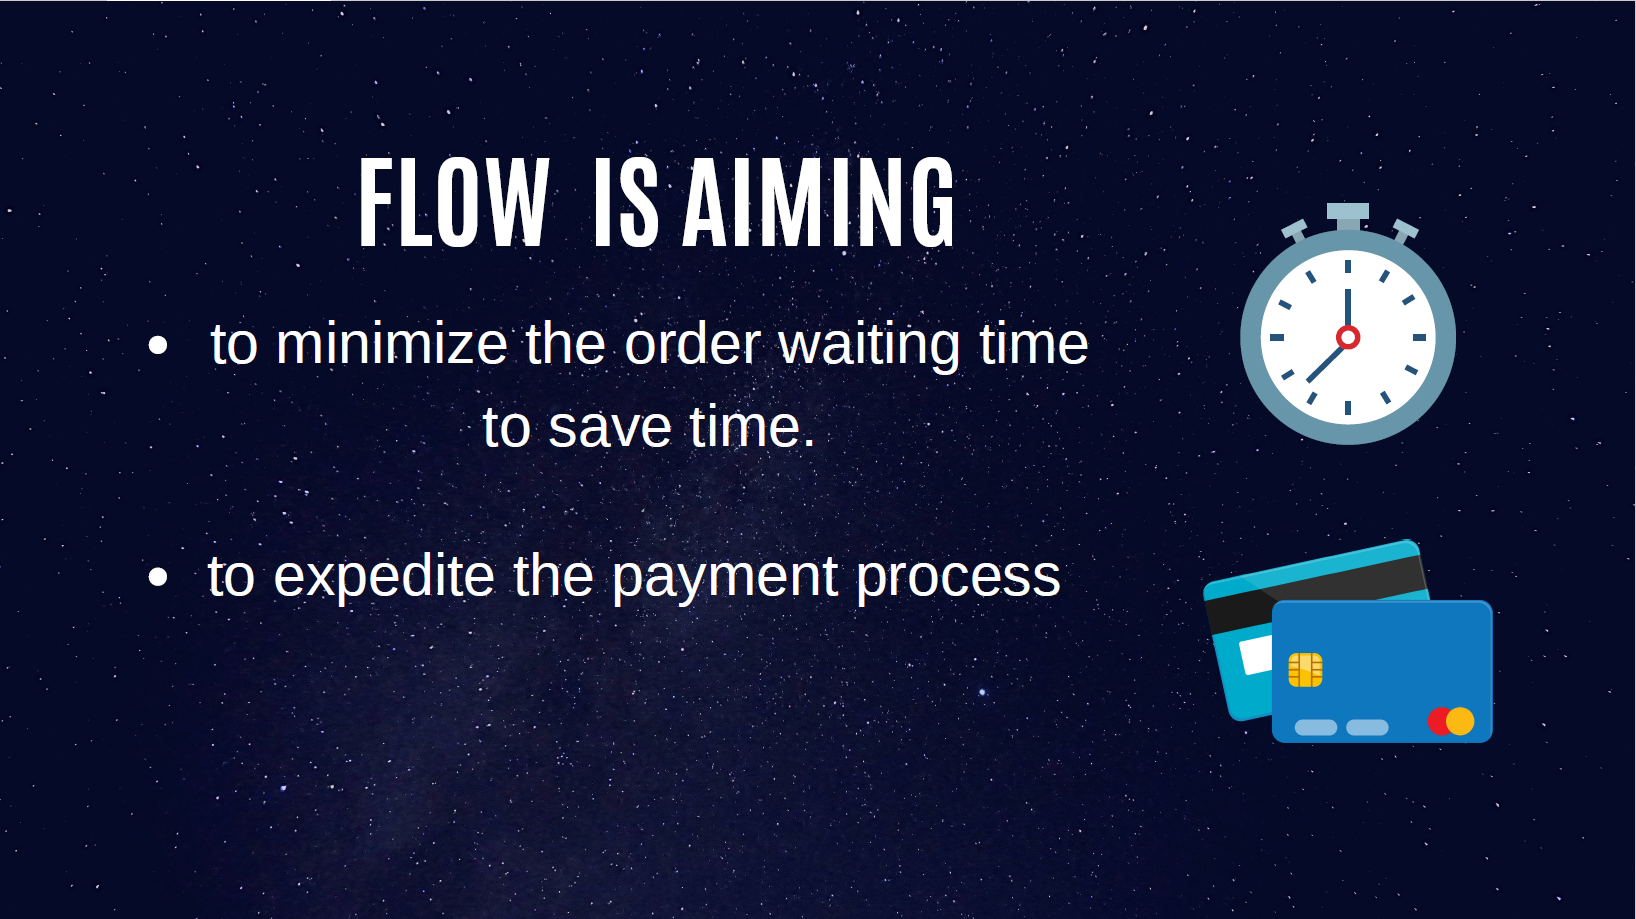 FLOW IS AIMING
• to minimize the order waiting time
to save time.
• to expedite the payment process